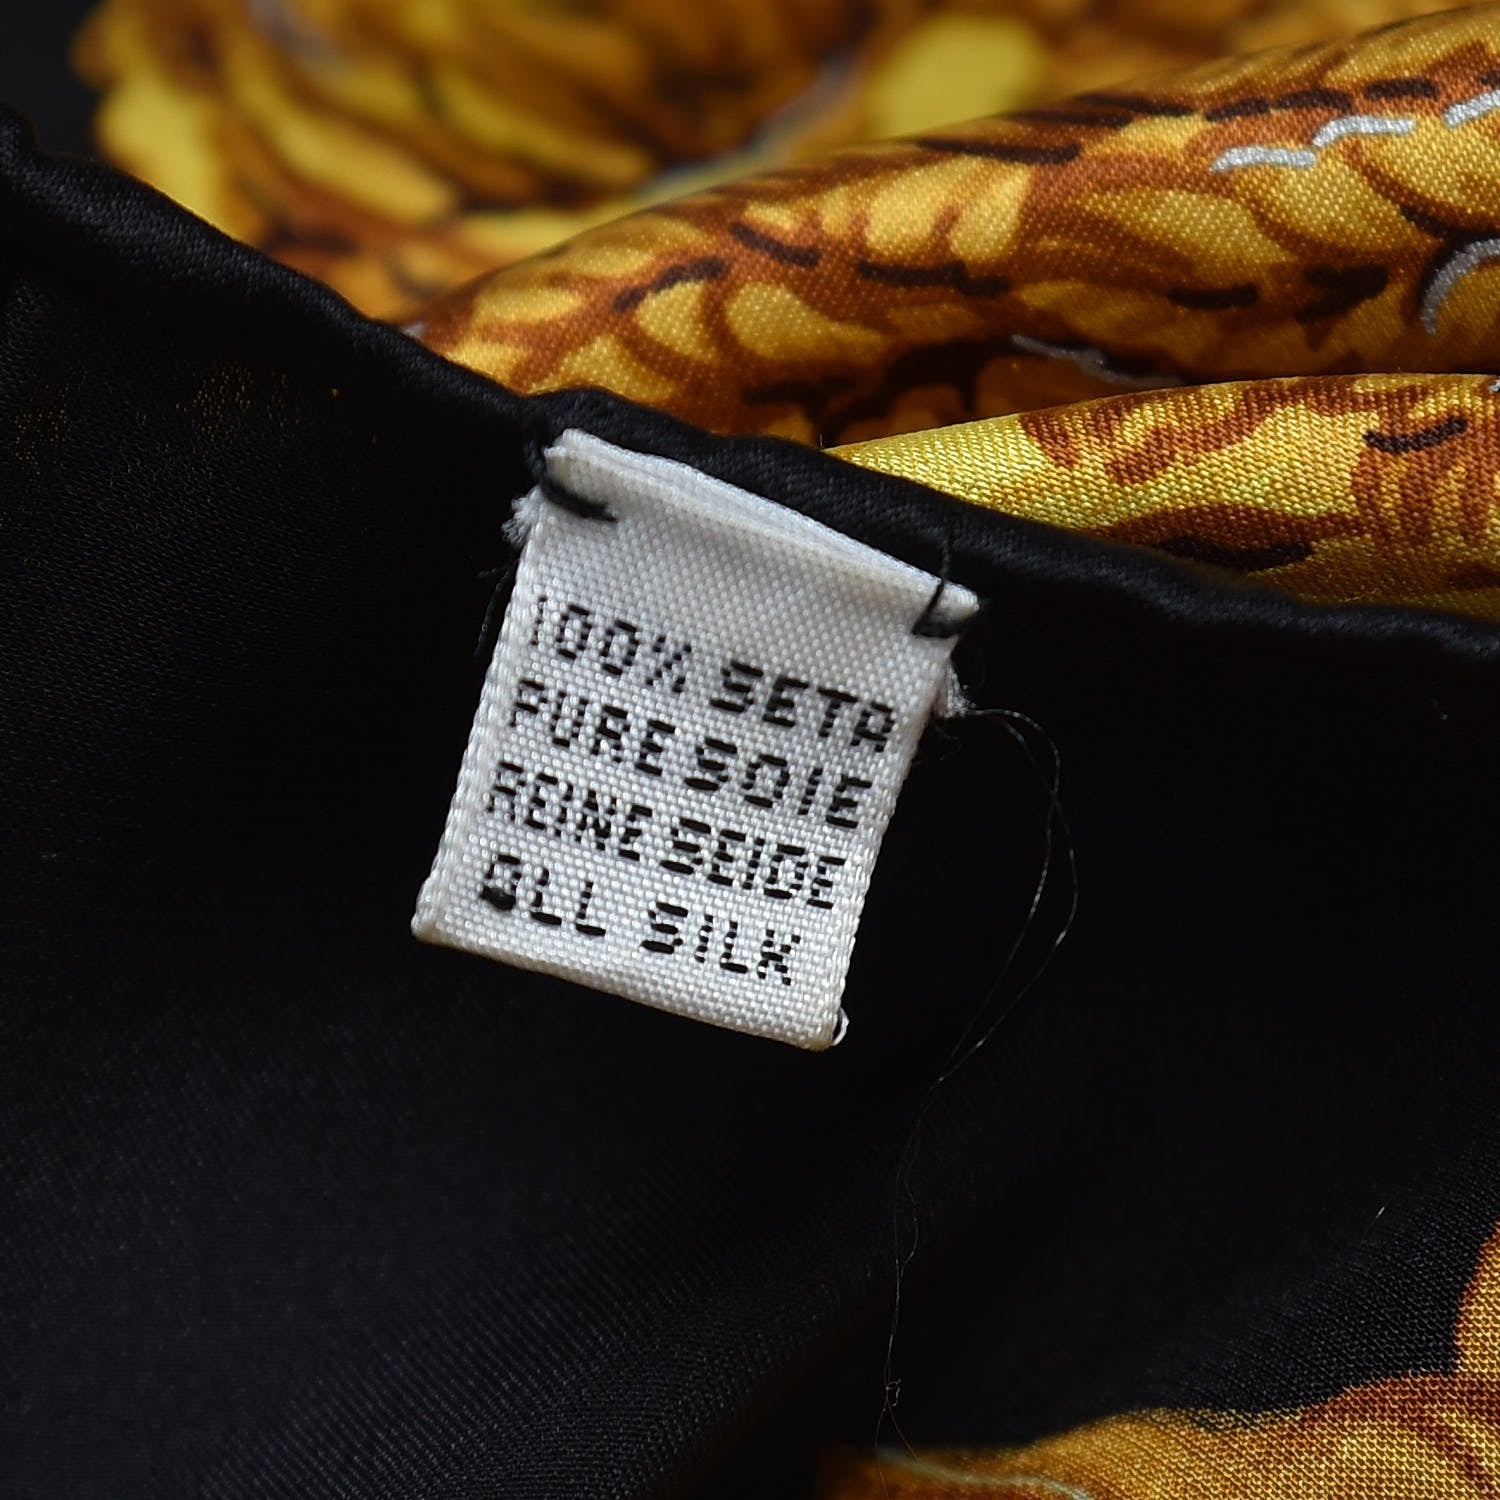 100% SETA
PURE SOIE
REINE SEIDE
ALL SILK